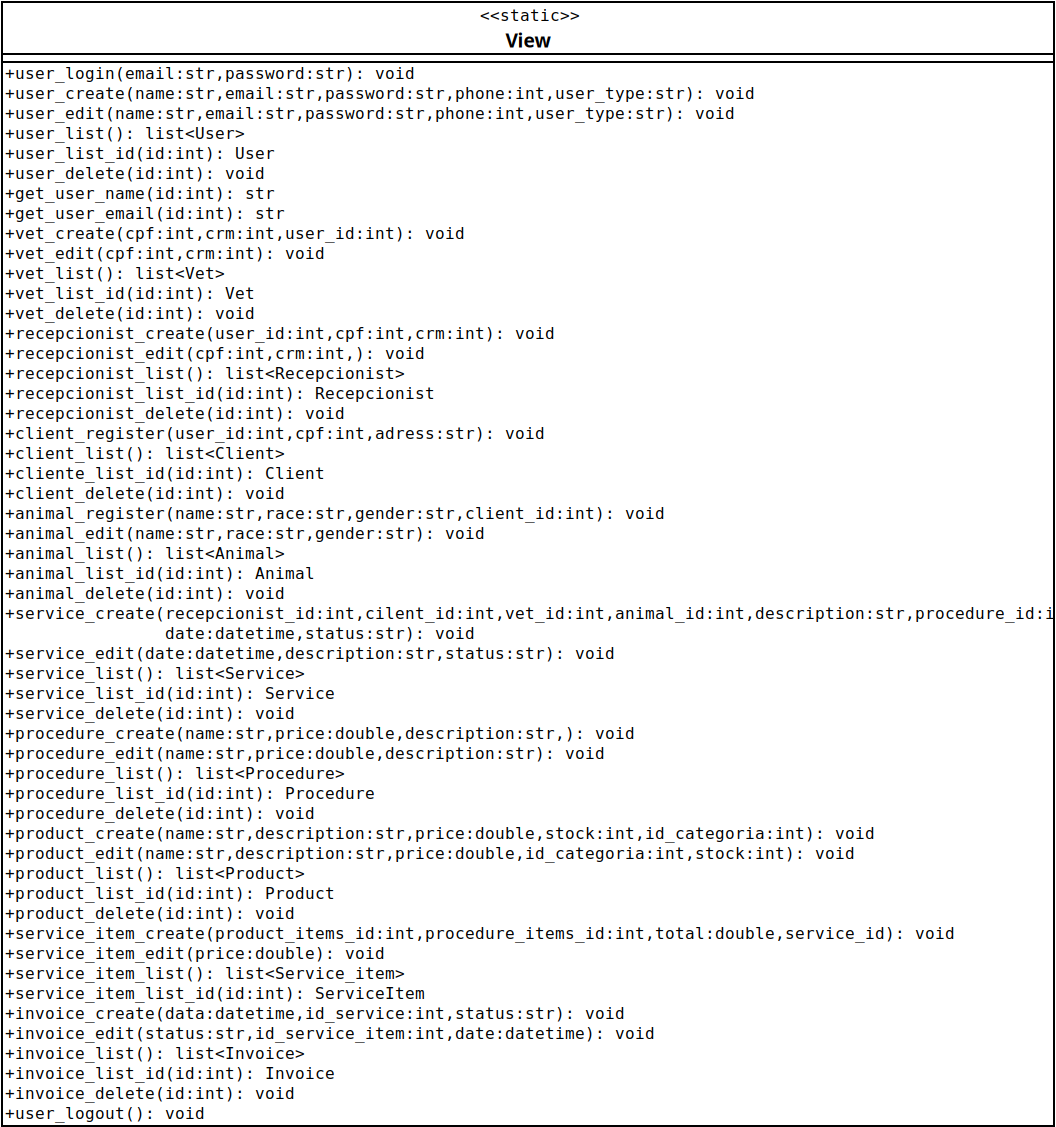 <<static>>
View
+user_login(email:str,password:str): void
+user_create(name:str,email:str,password:str,phone:int,user_type:str): void
+user_edit(name:str,email:str,password:str,phone:int,user_type:str): void
+user_list(): list<User>
+user_list_id(id:int): User
+user_delete(id:int): void
+get_user_name(id:int): str
+get_user_email(id:int): str
+vet_create(cpf:int,crm:int,user_id:int): void
+vet_edit(cpf:int,crm:int): void
+vet_list(): list<Vet>
+vet_list_id(id:int): Vet
+vet_delete(id:int): void
+recepcionist_create(user_id:int,cpf:int,crm:int): void
+recepcionist_edit(cpf:int,crm:int,): void
+recepcionist_list(): list<Recepcionist>
+recepcionist_list_id(id:int): Recepcionist
+recepcionist_delete(id:int): void
+client_register(user_id:int,cpf:int,adress:str): void
+client_list(): list<Client>
+cliente_list_id(id:int): Client
+client_delete(id:int): void
+animal_register(name:str,race:str,gender:str,client_id:int): void
+animal_edit(name:str,race:str,gender:str): void
+animal_list(): list<Animal>
+animal_list_id(id:int): Animal
+animal_delete(id:int): void
+service_create(recepcionist_id:int,cilent_id:int,vet_id:int,animal_id:int,description:str,procedure_id:i
date:datetime,status:str): void
+service_edit(date:datetime,description:str,status:str): void
+service_list(): list<Service>
+service_list_id(id:int): Service
+service_delete(id:int): void
+procedure_create(name:str,price:double,description:str,): void
+procedure_edit(name:str,price:double,description:str): void
+procedure_list(): list<Procedure>
+procedure_list_id(id:int): Procedure
+procedure_delete(id:int): void
+product_create(name:str,description:str,price:double,stock:int,id_categoria:int): void
+product_edit(name:str,description:str,price:double,id_categoria:int,stock:int): void
+product_list(): list<Product>
+product_list_id(id:int): Product
+product_delete(id:int): void
+service_item_create(product_items_id:int,procedure_items_id:int,total:double,service_id): void
+service_item_edit(price:double): void
+service_item_list(): list<Service_item>
+service_item_list_id(id:int): ServiceItem
+invoice_create(data:datetime,id_service:int,status:str): void
+invoice_edit(status:str,id_service_item:int,date:datetime): void
+invoice_list(): list<Invoice>
+invoice_list_id(id:int): Invoice
+invoice_delete(id:int): void
+user_logout(): void